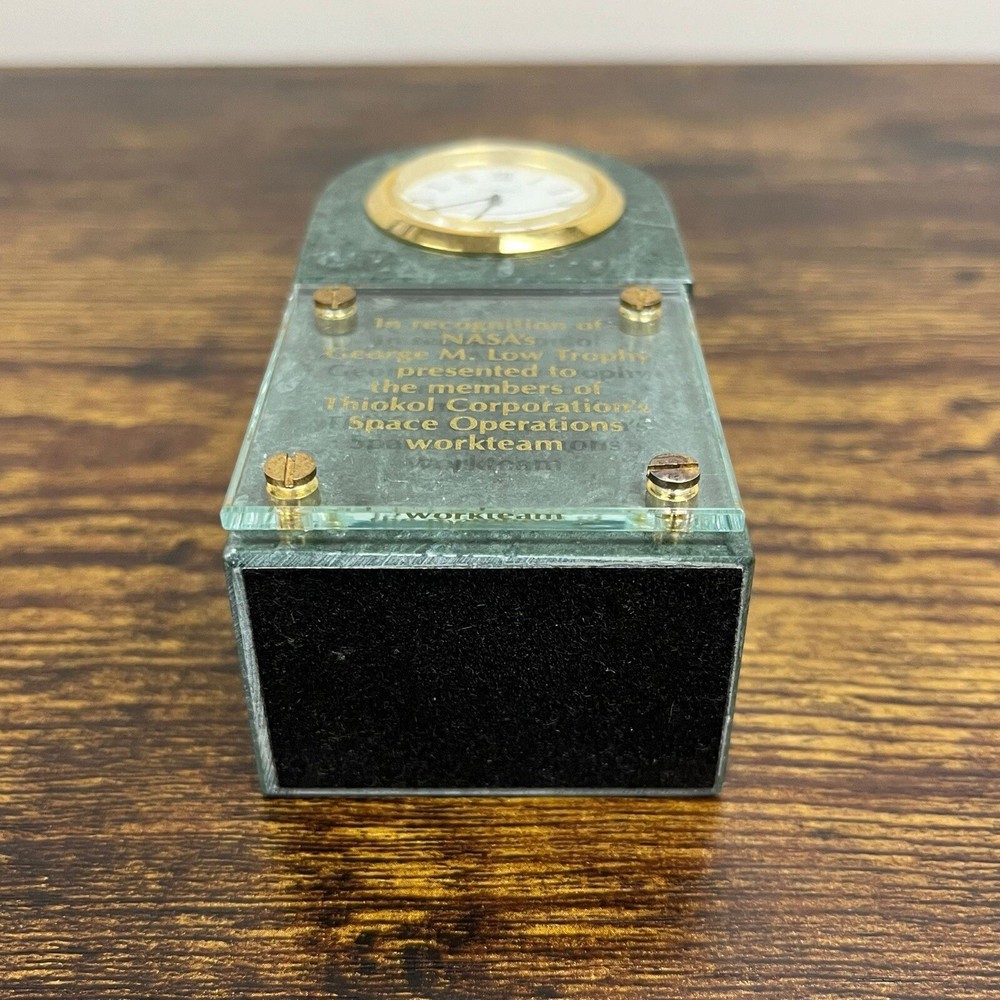 In recognition of
NASA's
George M. Low Trophy
presented to
the members of
Thiokol Corporation's
Space Operations
workteam